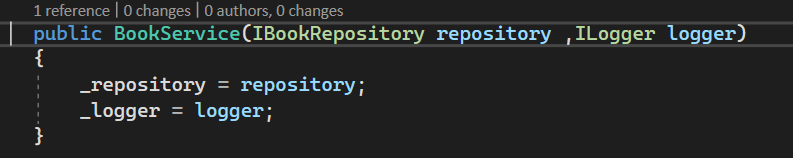 1 reference | 0 changes | 0 authors, 0 changes
public BookService(IBookRepository repository ,ILogger logger)
{
_repository = repository;
_logger = logger;
}